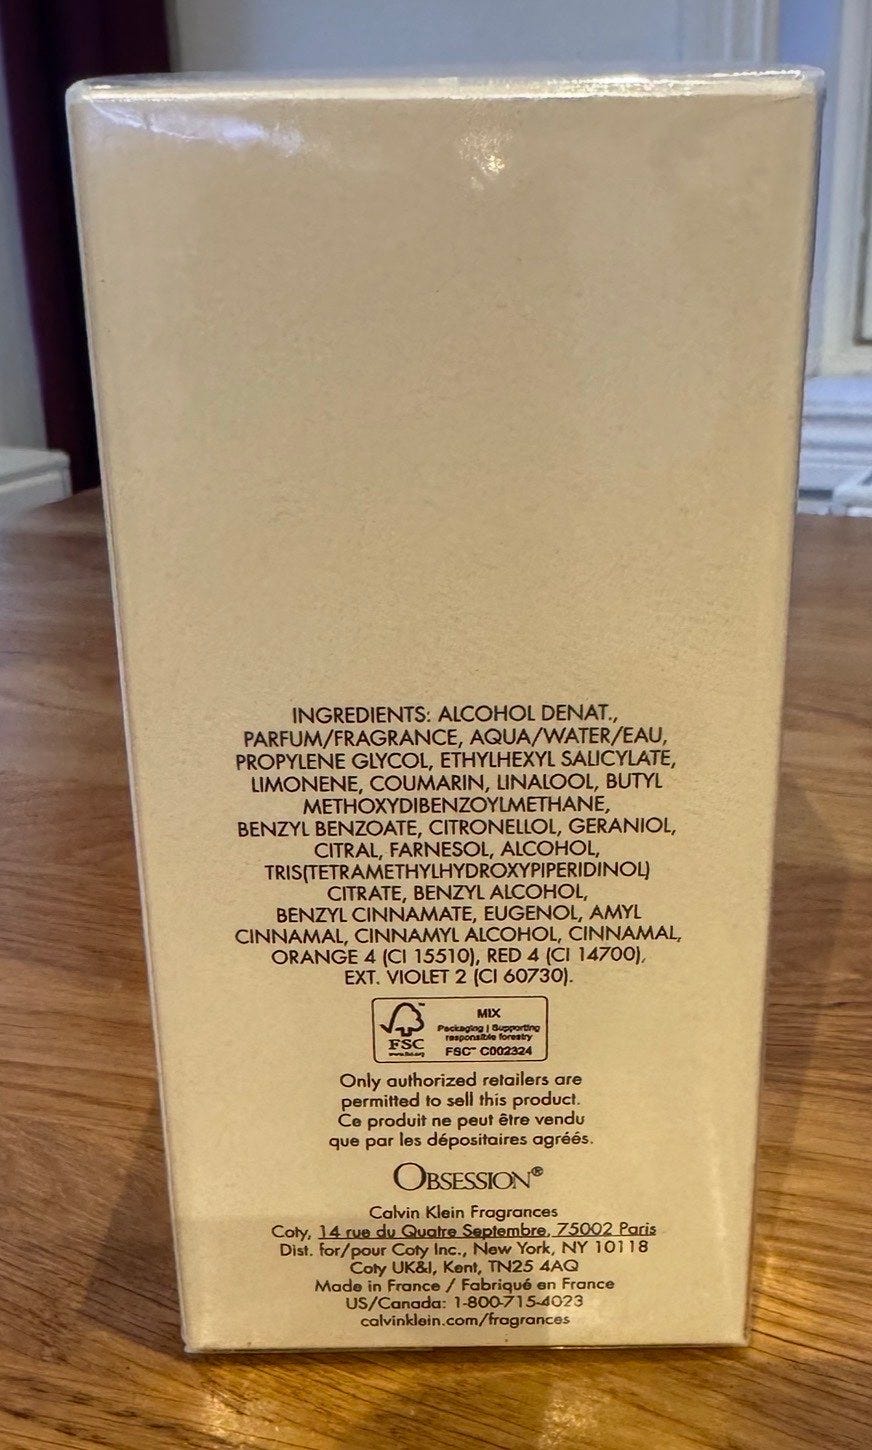 INGREDIENTS: ALCOHOL DENAT.,
PARFUM/FRAGRANCE, AQUA/WATER/EAU,
PROPYLENE GLYCOL, ETHYLHEXYL SALICYLATE,
LIMONENE, COUMARIN, LINALOOL, BUTYL
METHOXYDIBENZOYLMETHANE,
BENZYL BENZOATE, CITRONELLOL, GERANIOL,
CITRAL, FARNESOL, ALCOHOL,
TRIS(TETRAMETHYLHYDROXYPIPERIDINOL)
CITRATE, BENZYL ALCOHOL,
BENZYL CINNAMATE, EUGENOL, AMYL
CINNAMAL, CINNAMYL ALCOHOL, CINNAMAL,
ORANGE 4 (CI 15510), RED 4 (CI 14700),
EXT. VIOLET 2 (CI 60730).
FSC
www.fsc.org
MIX
Packaging | Supporting
responsible forestry
FSC™ C002324
Only authorized retailers are
permitted to sell this product.
Ce produit ne peut être vendu
que par les dépositaires agréés.
OBSESSION®
Calvin Klein Fragrances
Coty, 14 rue du Quatre Septembre, 75002 Paris
Dist. for/pour Coty Inc., New York, NY 10118
Coty UK&I, Kent, TN25 4AQ
Made in France / Fabriqué en France
US/Canada: 1-800-715-4023
calvinklein.com/fragrances